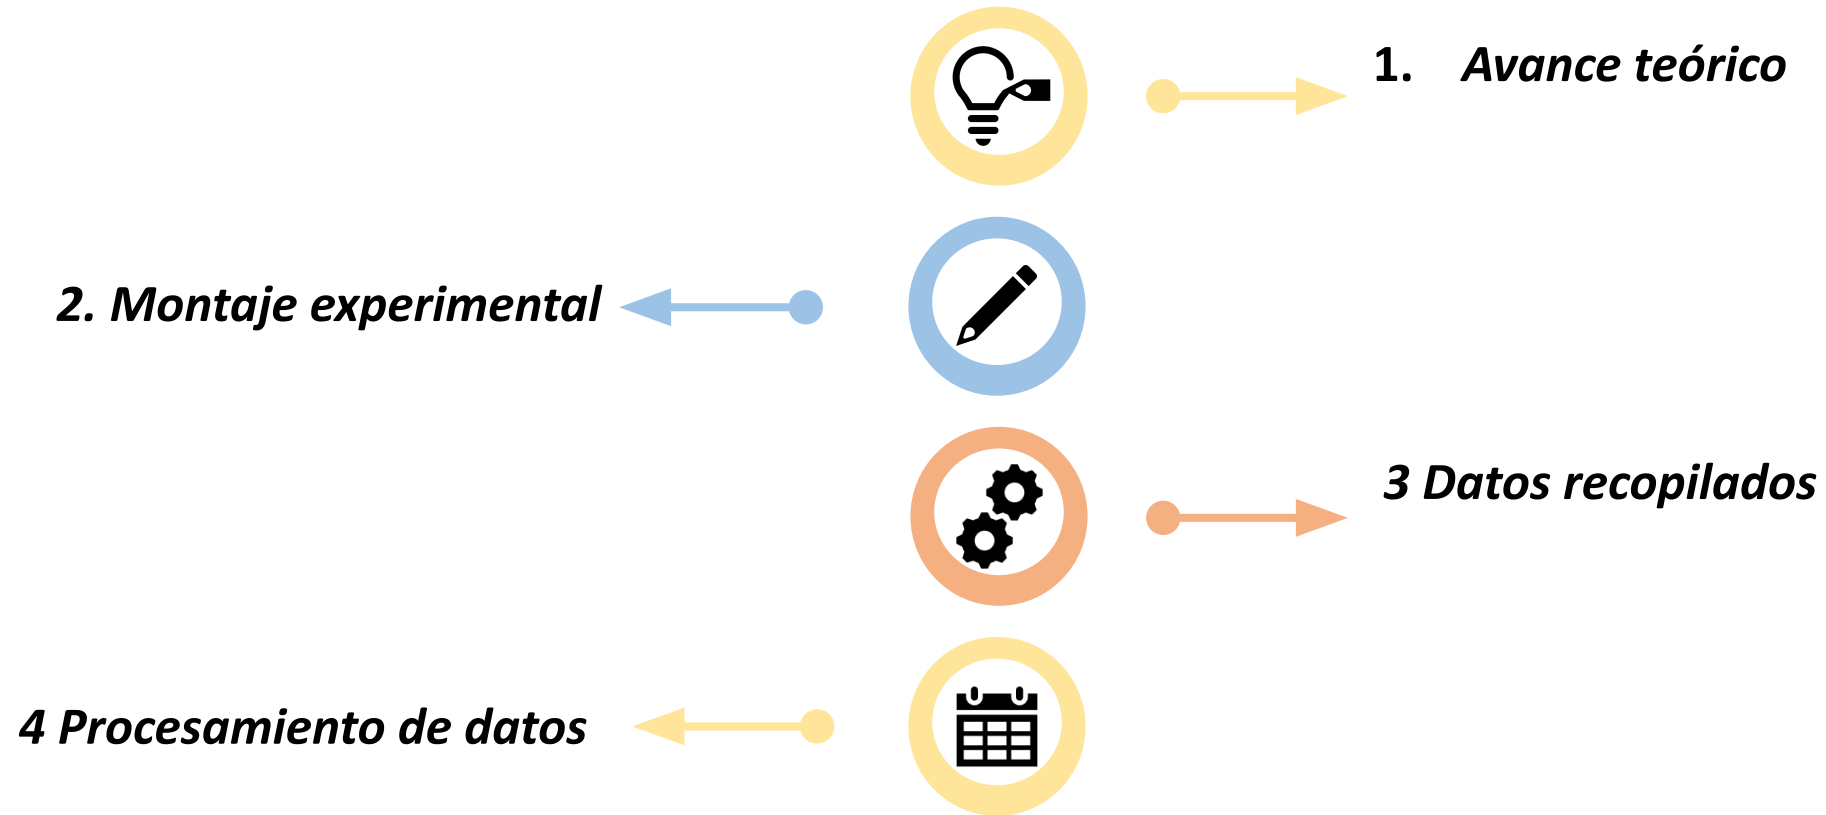 1. Avance teórico
2. Montaje experimental
3 Datos recopilados
4 Procesamiento de datos